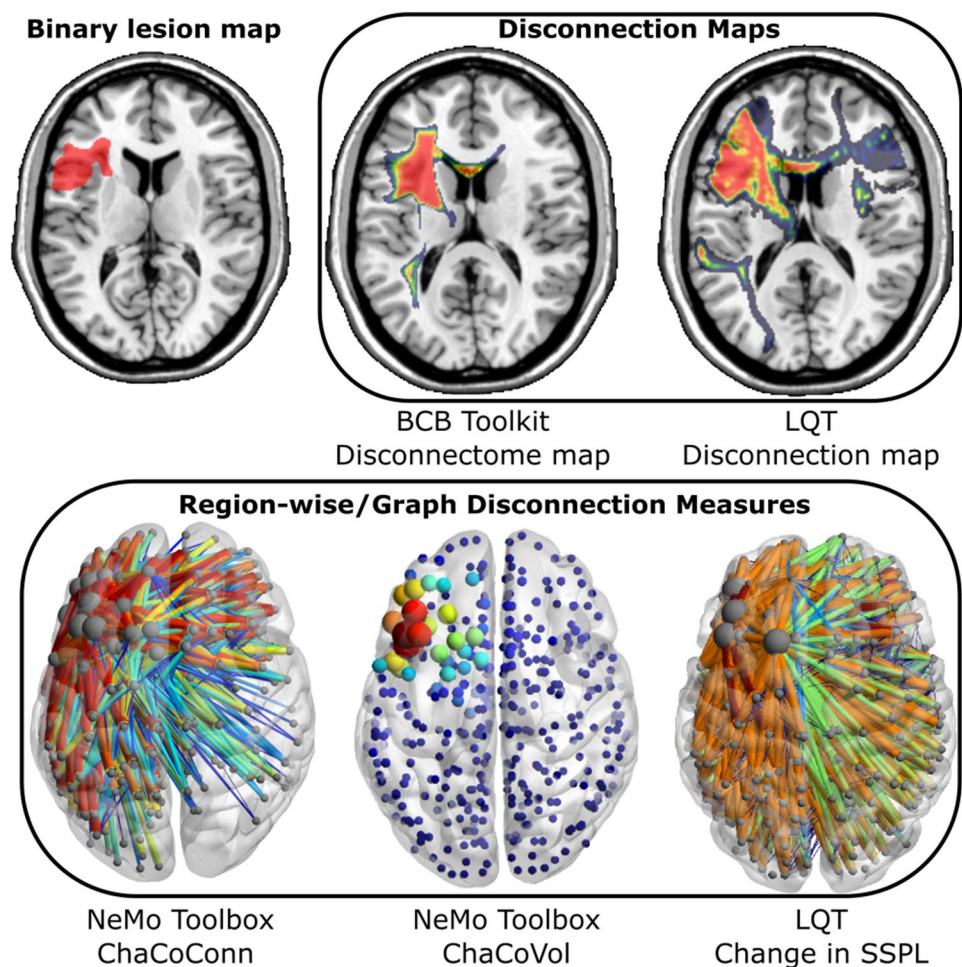 Binary lesion map
Disconnection Maps
BCB Toolkit
Disconnectome map
LQT
Disconnection map
Region-wise/Graph Disconnection Measures
NeMo Toolbox
ChaCoConn
NeMo Toolbox
ChaCoVol
LQT
Change in SSPL